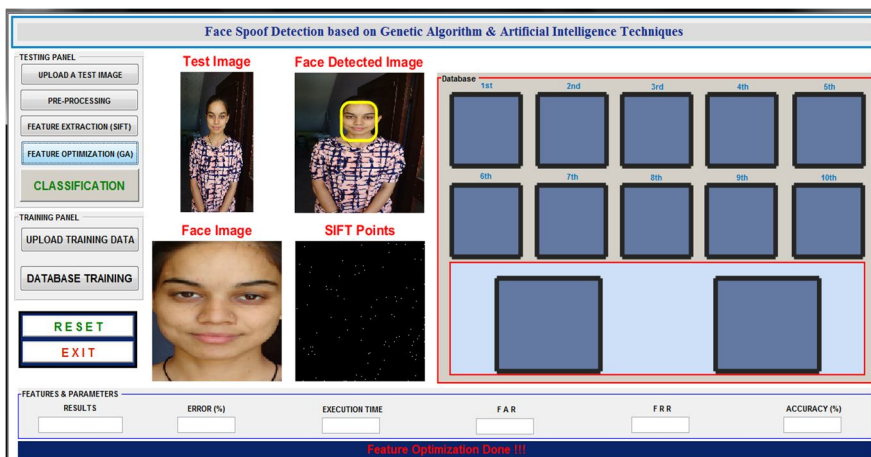 Face Spoof Detection based on Genetic Algorithm & Artificial Intelligence Techniques
TESTING PANEL
UPLOAD A TEST IMAGE
PRE-PROCESSING
FEATURE EXTRACTION (SIFT)
FEATURE OPTIMIZATION (GA)
CLASSIFICATION
TRAINING PANEL
UPLOAD TRAINING DATA
DATABASE TRAINING
R E S E T
E X I T
Test Image
Face Detected Image
Face Image
SIFT Points
Database
1st 2nd 3rd 4th 5th
6th 7th 8th 9th 10th
FEATURES & PARAMETERS
RESULTS ERROR (%) EXECUTION TIME F A R F R R ACCURACY (%)
Feature Optimization Done !!!